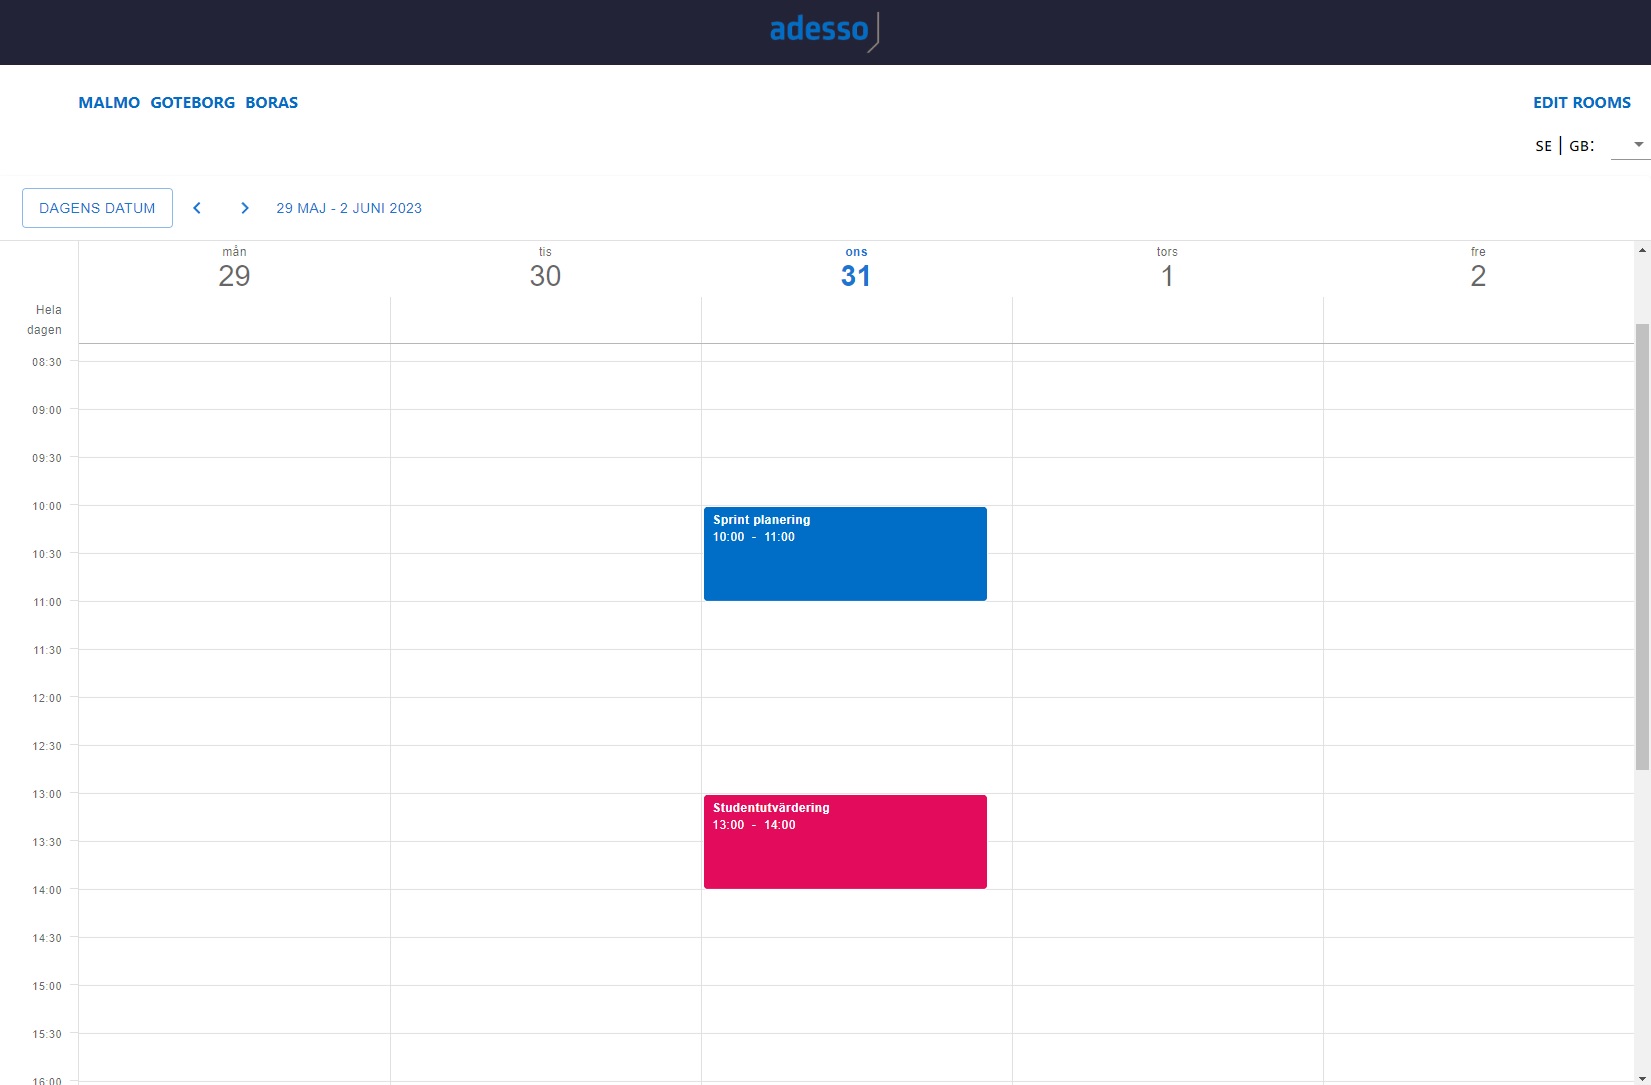 adesso
MALMO GOTEBORG BORAS
EDIT ROOMS
SE | GB:
DAGENS DATUM
29 MAJ - 2 JUNI 2023
mån
29
tis
30
ons
31
tors
1
fre
2
Hela
dagen
08:30
09:00
09:30
10:00
Sprint planering
10:00 - 11:00
10:30
11:00
11:30
12:00
12:30
13:00
Studentutvärdering
13:00 - 14:00
13:30
14:00
14:30
15:00
15:30
16:00